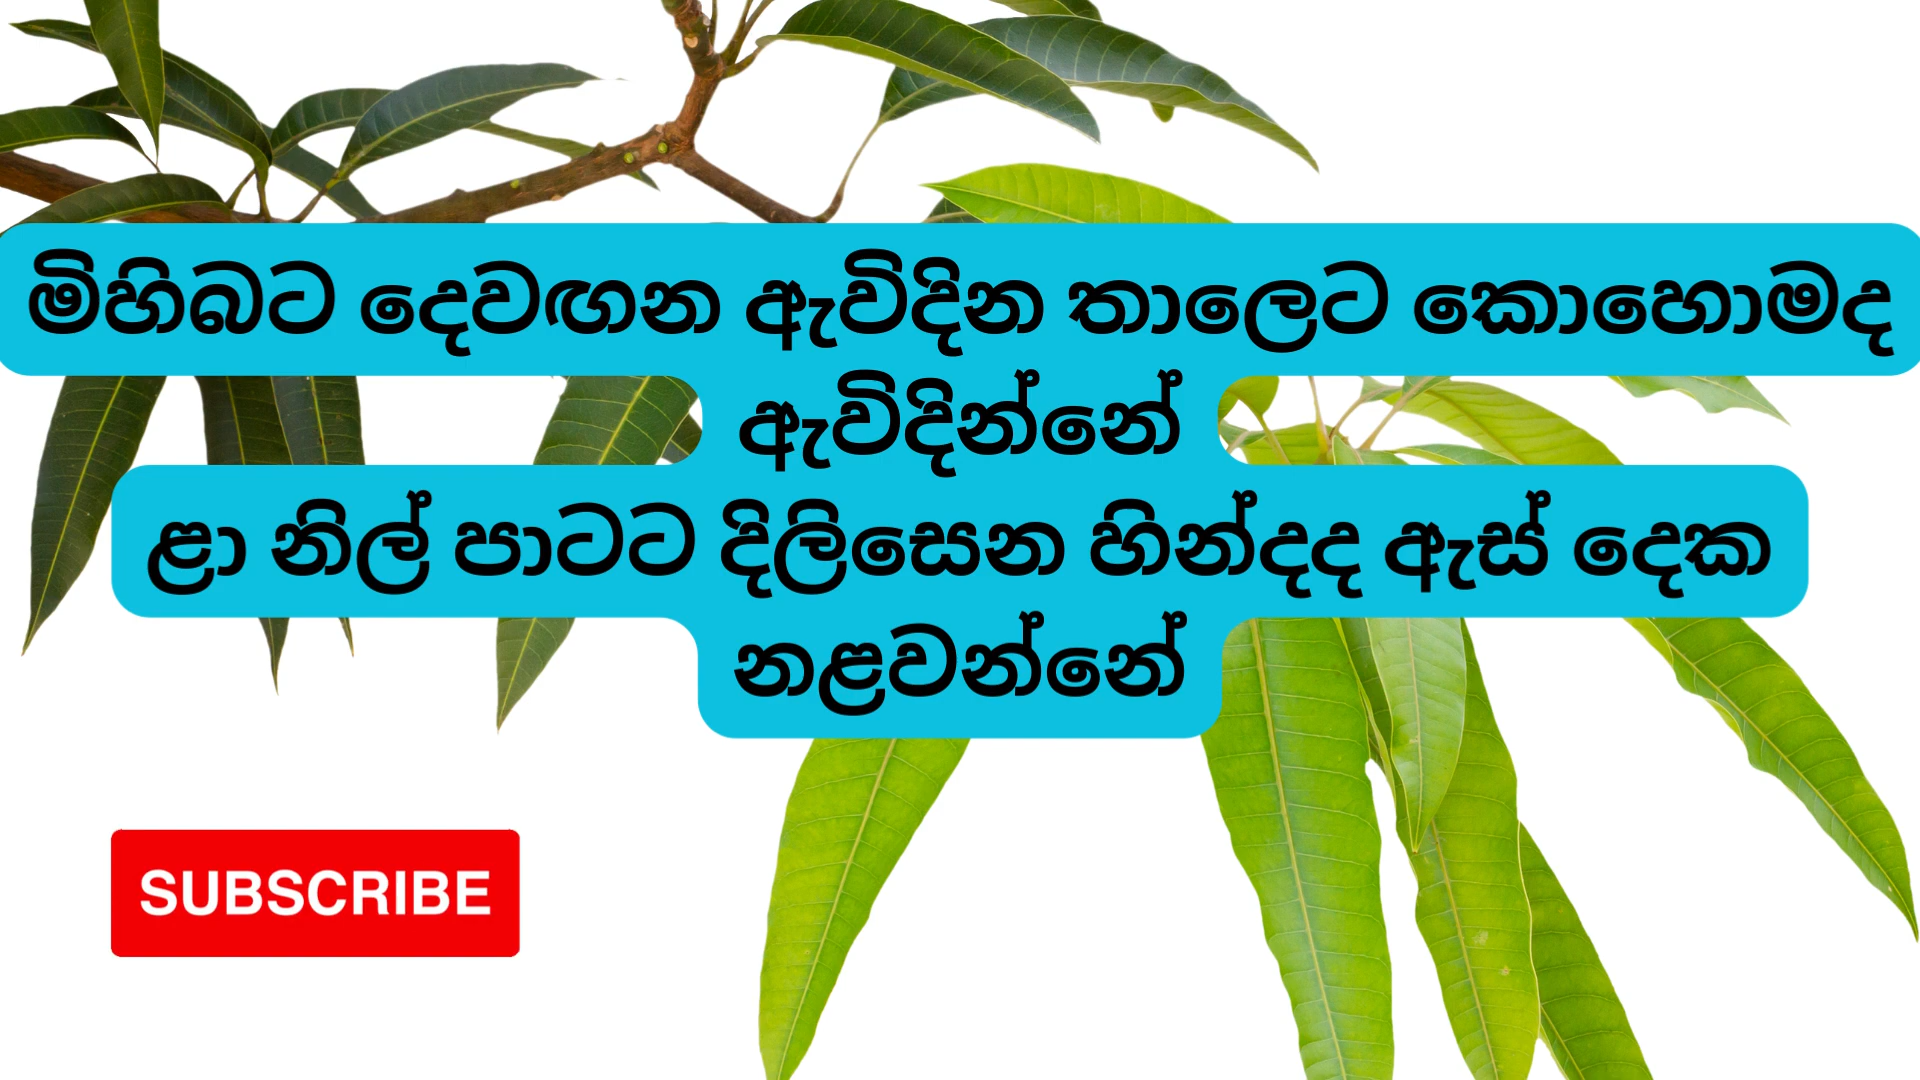 මිහිබට දෙවඟන ඇවිදින තාලෙට කොහොමද
ඇවිදින්නේ
ළා නිල් පාටට දිලිසෙන හින්දද ඇස් දෙක
නළවන්නේ
SUBSCRIBE